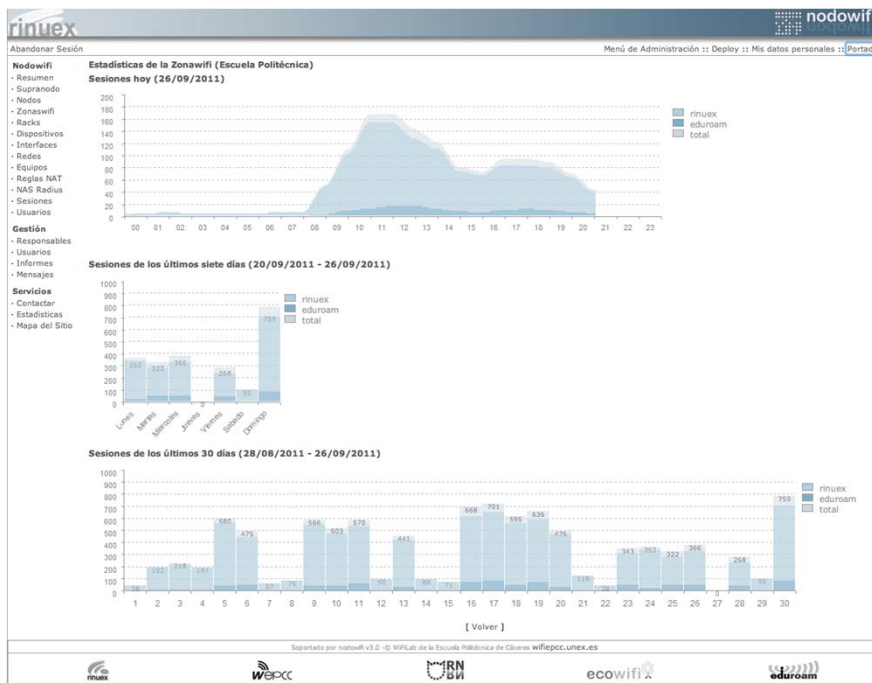 rinuex
nodowifi
Abandonar Sesión
Menú de Administración :: Deploy :: Mis datos personales :: Portad
Nodowifi
· Resumen
· Supranodo
· Nodos
· Zonaswifi
· Racks
· Dispositivos
· Interfaces
· Redes
· Equipos
· Reglas NAT
· NAS Radius
· Sesiones
· Usuarios
Gestión
· Responsables
· Usuarios
· Informes
· Mensajes
Servicios
· Contactar
· Estadisticas
· Mapa del Sitio
Estadísticas de la Zonawifi (Escuela Politécnica)
Sesiones hoy (26/09/2011)
200
180
160
140
120
100
80
60
40
20
0
00 01 02 03 04 05 06 07 08 09 10 11 12 13 14 15 16 17 18 19 20 21 22 23
rinuex
eduroam
total
Sesiones de los últimos siete días (20/09/2011 - 26/09/2011)
1000
900
800
700
600
500
400
300
200
100
0
322 366 0 268 759
Lunes Martes Miercoles Jueves Viernes Sabado Domingo
rinuex
eduroam
total
Sesiones de los últimos 30 días (28/08/2011 - 26/09/2011)
1000
900
800
700
600
500
400
300
200
100
0
192 218 187 580 475 566 503 570 441 668 701 595 636 476 343 352 322 366 0 268 759
1 2 3 4 5 6 7 8 9 10 11 12 13 14 15 16 17 18 19 20 21 22 23 24 25 26 27 28 29 30
rinuex
eduroam
total
[ Volver ]
Soportado por nodowifi v3.0 -© WiFiLab de la Escuela Politécnica de Cáceres wifiepcc.unex.es
rinuex
wepcc
ecowifi
eduroam